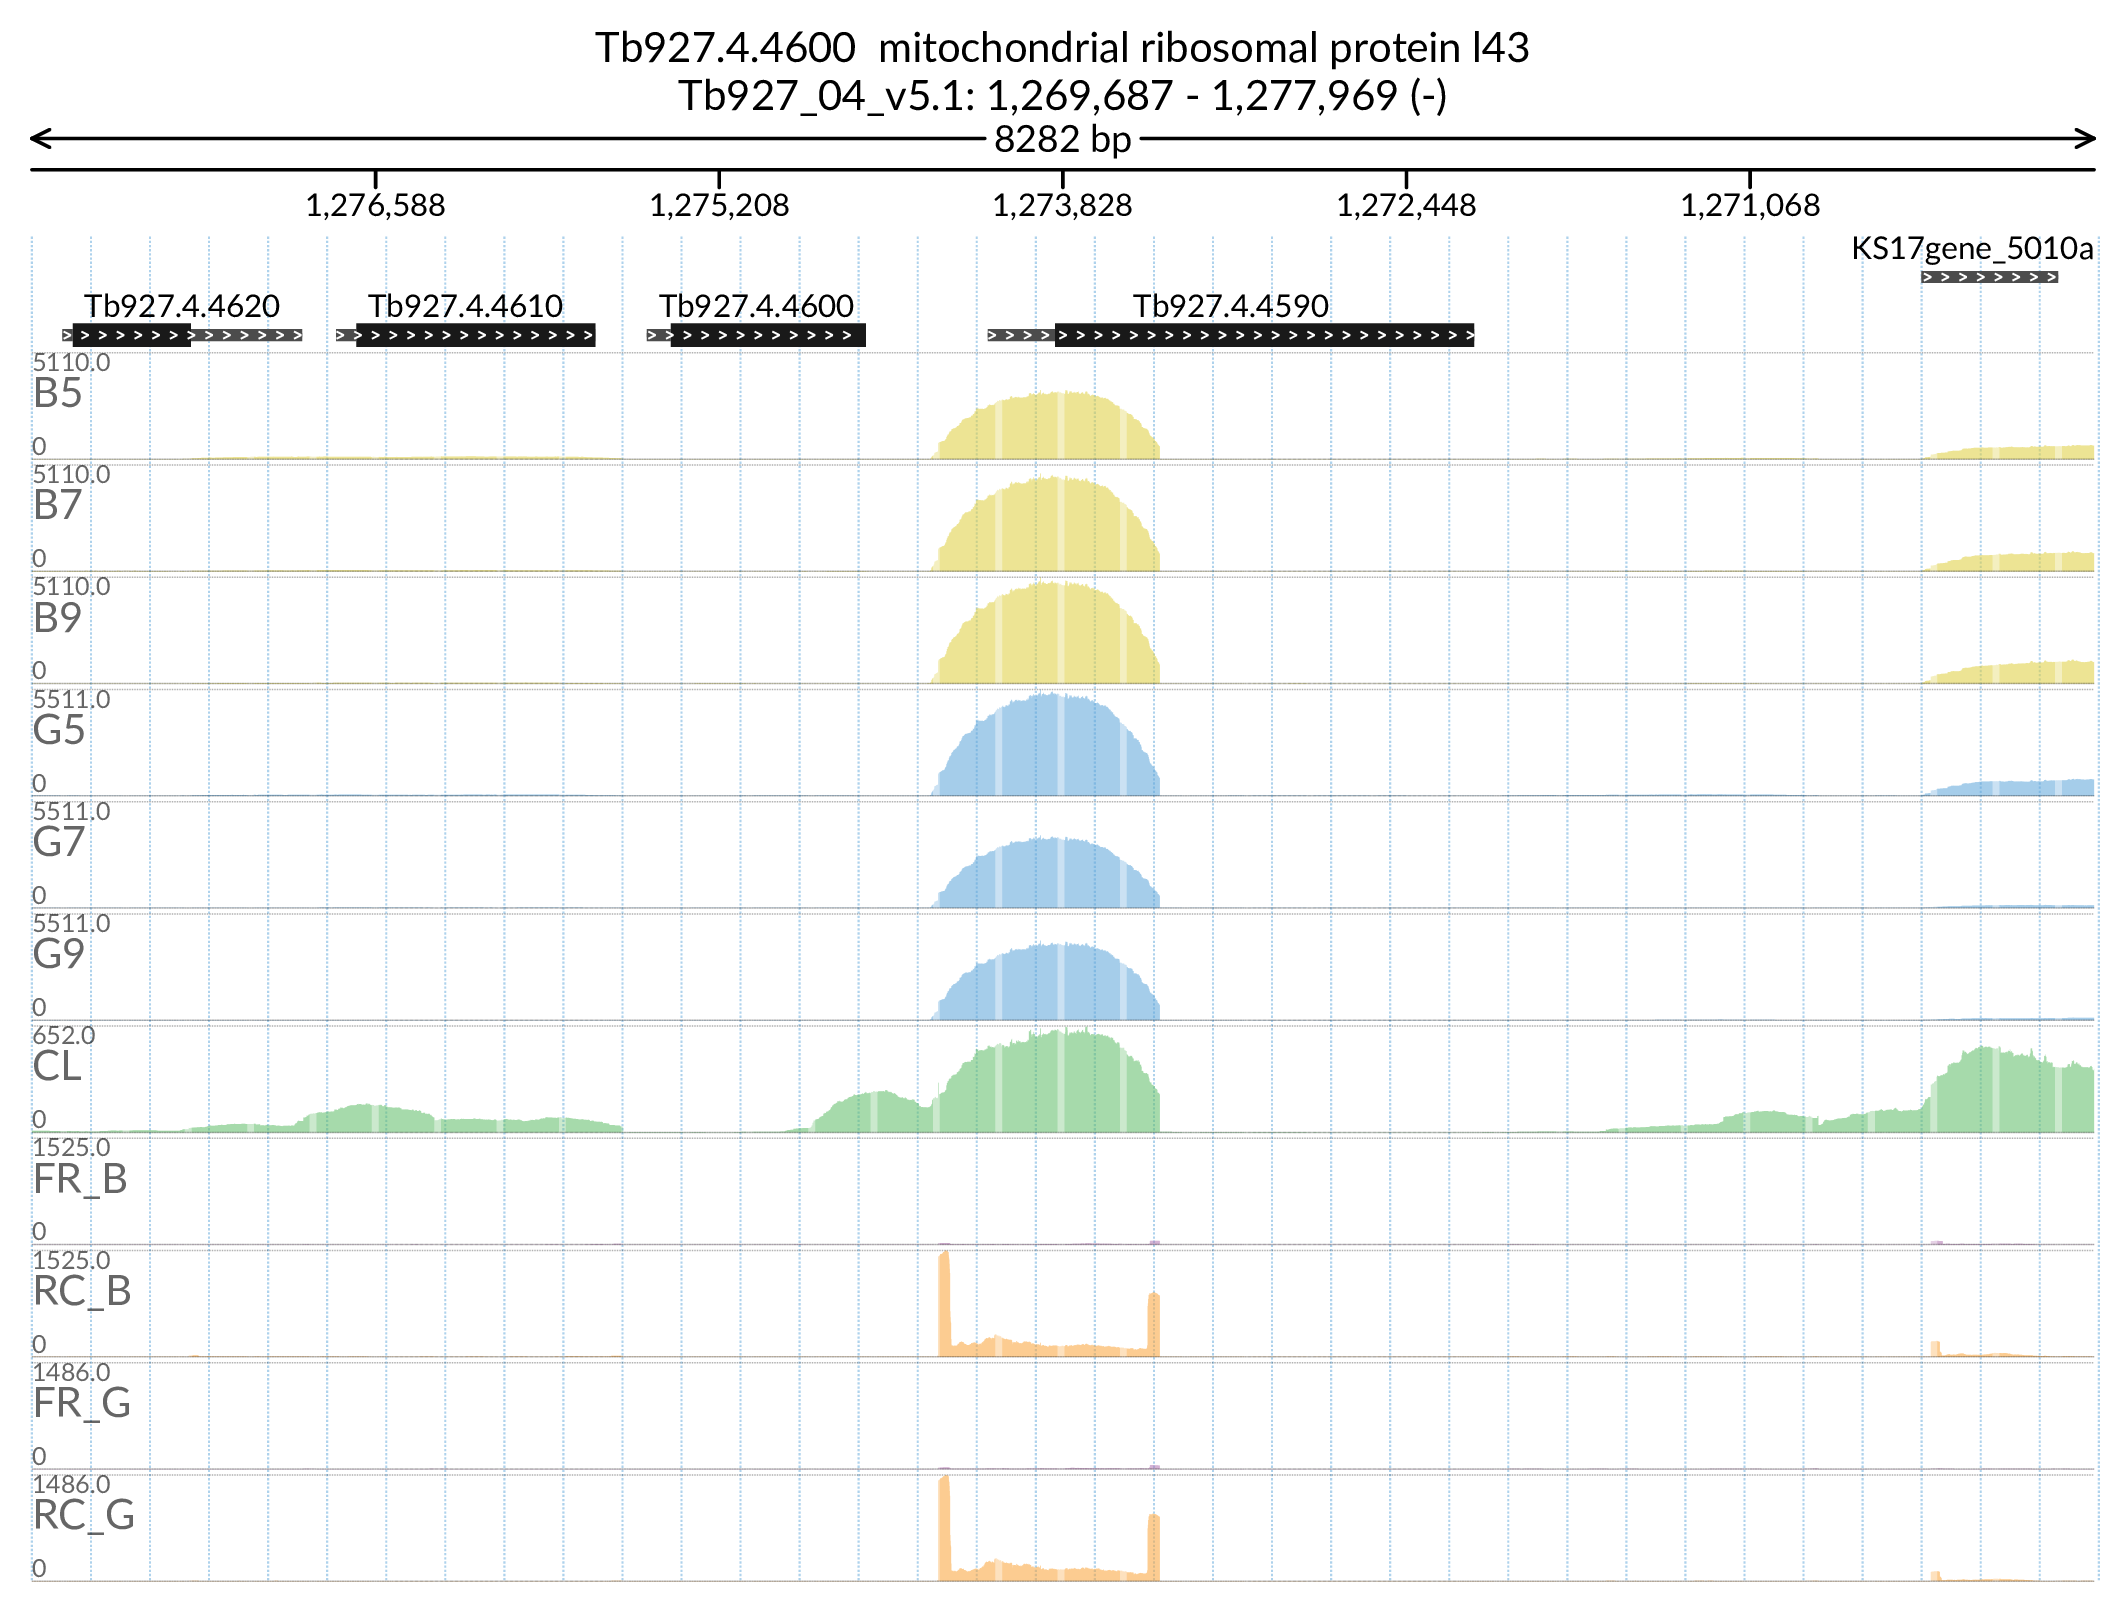 Tb927.4.4600  mitochondrial ribosomal protein l43
Tb927_04_v5.1: 1,269,687 - 1,277,969 (-)
8282 bp
1,276,588 1,275,208 1,273,828 1,272,448 1,271,068
KS17gene_5010a
Tb927.4.4620 Tb927.4.4610 Tb927.4.4600 Tb927.4.4590
5110.0
B5
0
5110.0
B7
0
5110.0
B9
0
5511.0
G5
0
5511.0
G7
0
5511.0
G9
0
652.0
CL
0
1525.0
FR_B
0
1525.0
RC_B
0
1486.0
FR_G
0
1486.0
RC_G
0